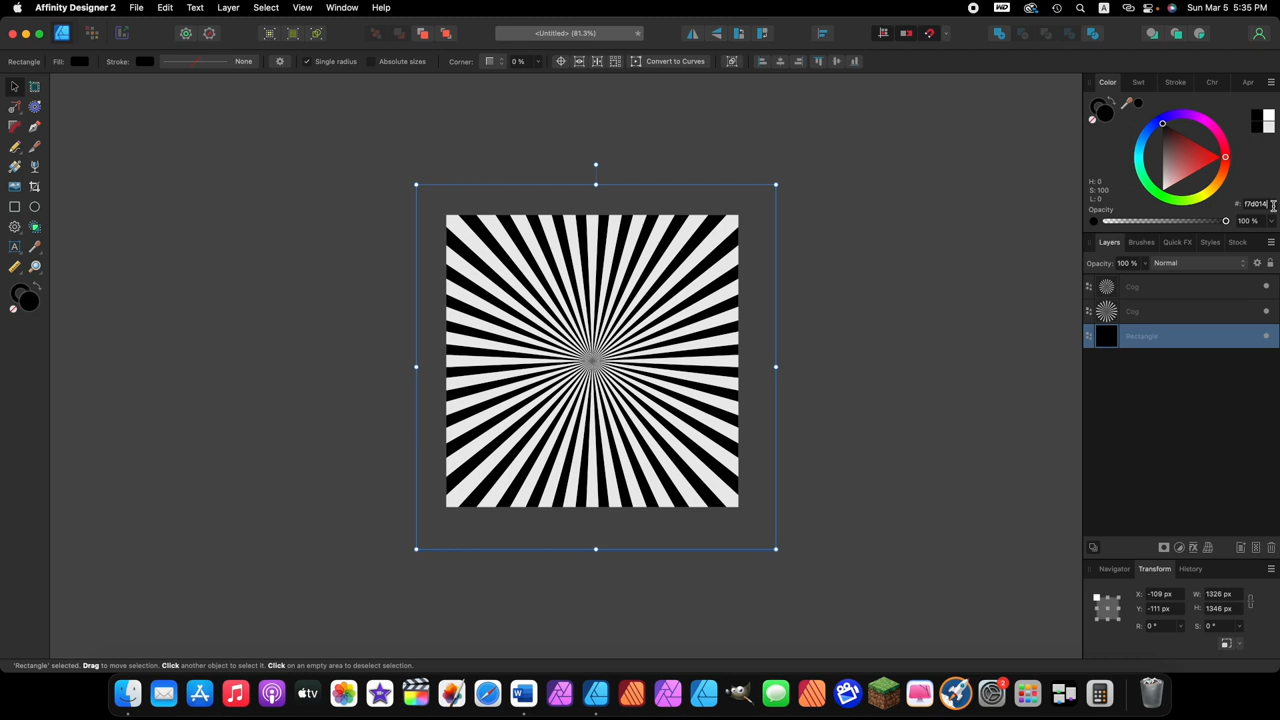 Affinity Designer 2 File Edit Text Layer Select View Window Help
A Sun Mar 5 5:35 PM
<Untitled> (81.3%)
Rectangle Fill: Stroke: None Single radius Absolute sizes Corner: 0 % Convert to Curves
Color Swt Stroke Chr Apr
H: 0
S: 100
L: 0
#: f7d014
Opacity
100 %
Layers Brushes Quick FX Styles Stock
Opacity: 100 % Normal
Cog
Cog
Rectangle
Navigator Transform History
X: -109 px W: 1326 px
Y: -111 px H: 1346 px
R: 0 ° S: 0 °
'Rectangle' selected. Drag to move selection. Click another object to select it. Click on an empty area to deselect selection.
tv
2